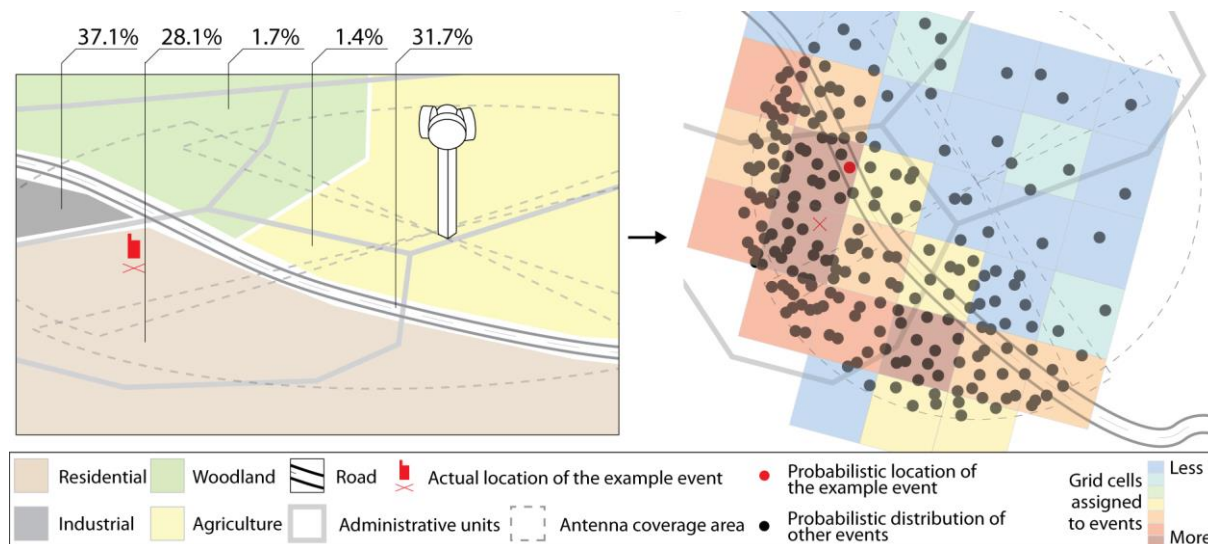 37.1% 28.1% 1.7% 1.4% 31.7%
Residential Woodland Road Actual location of the example event Probabilistic location of
the example event
Industrial Agriculture Administrative units Antenna coverage area Probabilistic distribution of
other events
Grid cells
assigned
to events
Less
More